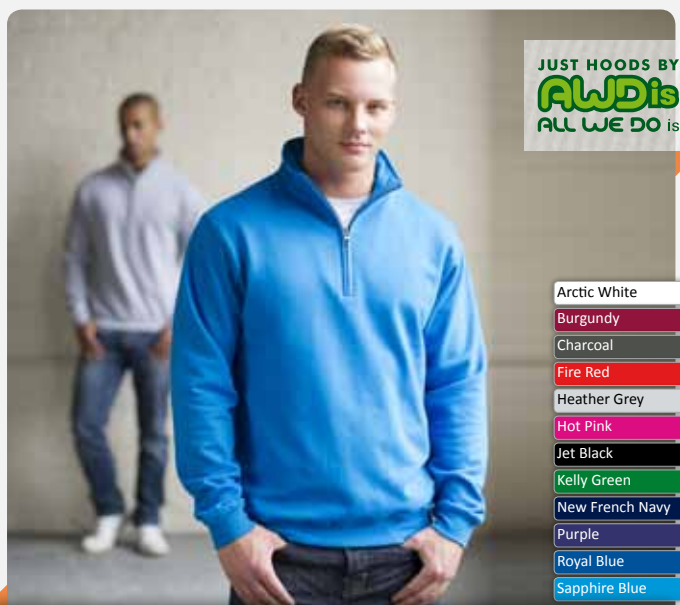 JUST HOODS BY
AWDis
ALL WE DO is
Arctic White
Burgundy
Charcoal
Fire Red
Heather Grey
Hot Pink
Jet Black
Kelly Green
New French Navy
Purple
Royal Blue
Sapphire Blue